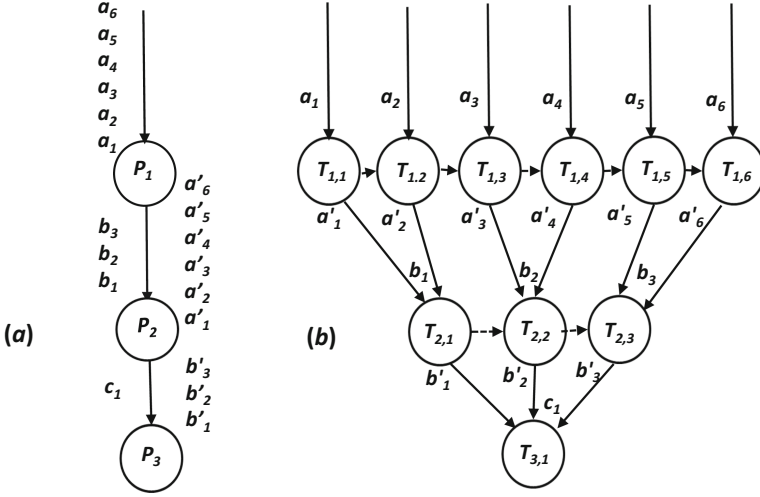 a6
a5
a4
a3
a2
a1
P1
a'6
a'5
a'4
a'3
a'2
a'1
b3
b2
b1
P2
(a)
c1
b'3
b'2
b'1
P3
a1 a2 a3 a4 a5 a6
T1,1 T1.2 T1,3 T1,4 T1,5 T1,6
a'1 a'2 a'3 a'4 a'5 a'6
b1 b2 b3
(b)
T2,1 T2,2 T2,3
b'1 b'2 b'3
c1
T3,1